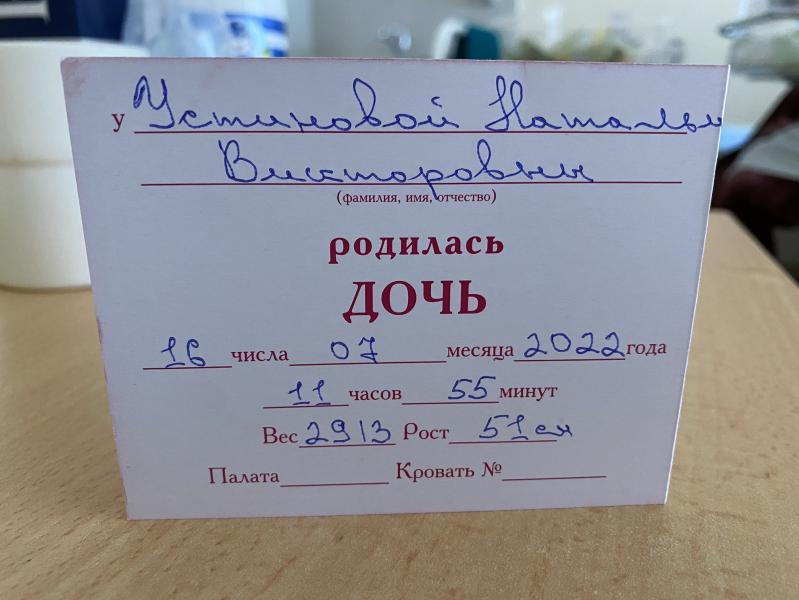 у Устиновой Натальи
Викторовны
(фамилия, имя, отчество)
родилась
ДОЧЬ
16 числа 07 месяца 2022 года
11 часов 55 минут
Вес 2913 Рост 51 см
Палата Кровать №